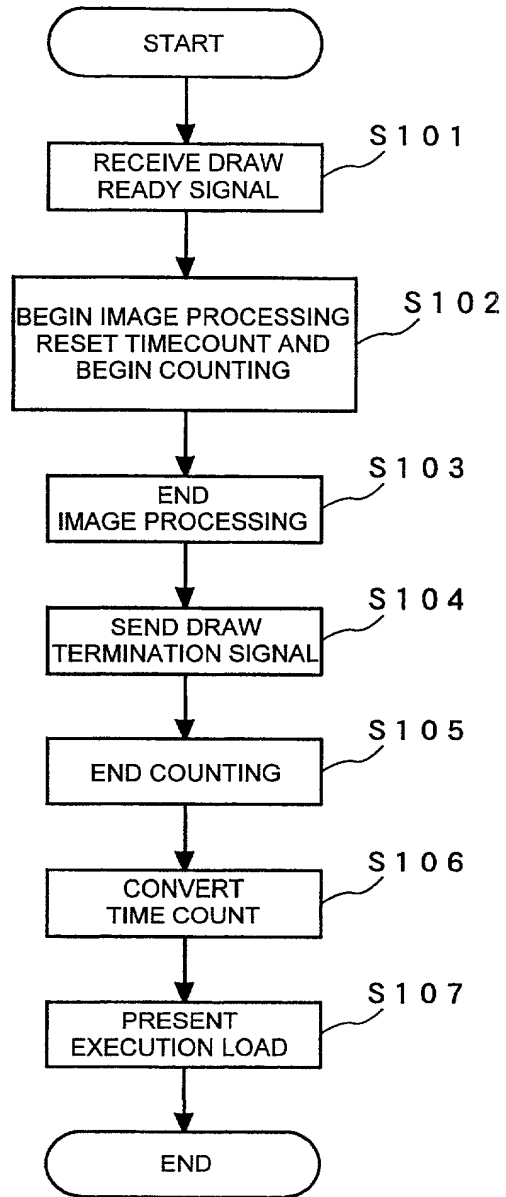 START
S101
RECEIVE DRAW
READY SIGNAL
S102
BEGIN IMAGE PROCESSING
RESET TIMECOUNT AND
BEGIN COUNTING
S103
END
IMAGE PROCESSING
S104
SEND DRAW
TERMINATION SIGNAL
S105
END COUNTING
S106
CONVERT
TIME COUNT
S107
PRESENT
EXECUTION LOAD
END